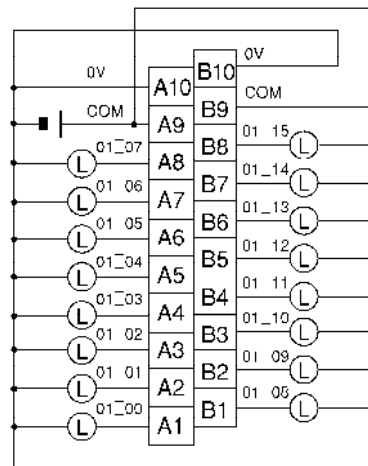 0V
B10
0V
A10
COM
B9
COM
A9
01_07
A8
B8
01 15
L
L
01 06
A7
B7
01_14
L
L
01 05
A6
B6
01_13
L
L
01_04
A5
B5
01 12
L
L
01_03
A4
B4
01 11
L
L
01 02
A3
B3
01_10
L
L
01 01
A2
B2
01 09
L
L
01_00
A1
B1
01 08
L
L